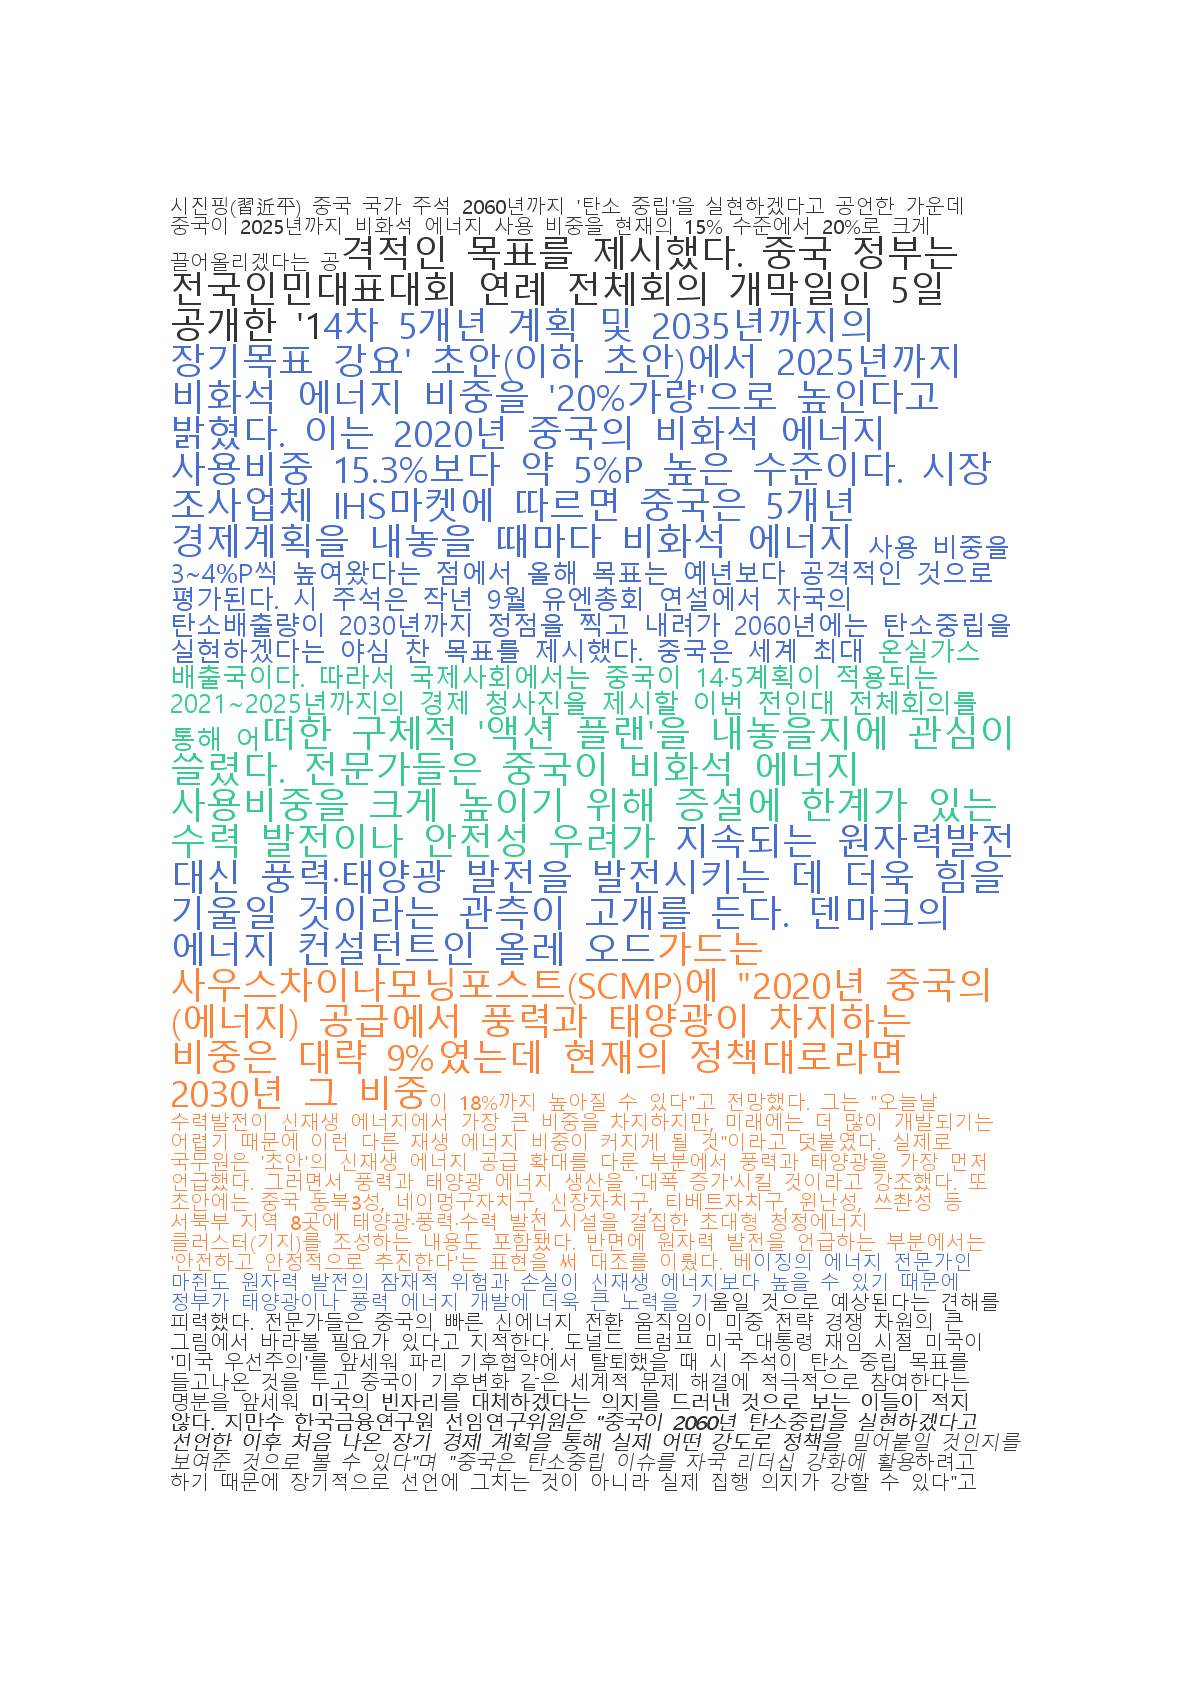 시진핑(習近平) 중국 국가 주석 2060년까지 '탄소 중립'을 실현하겠다고 공언한 가운데
중국이 2025년까지 비화석 에너지 사용 비중을 현재의 15% 수준에서 20%로 크게
끌어올리겠다는 공격적인 목표를 제시했다. 중국 정부는
전국인민대표대회 연례 전체회의 개막일인 5일
공개한 '14차 5개년 계획 및 2035년까지의
장기목표 강요' 초안(이하 초안)에서 2025년까지
비화석 에너지 비중을 '20%가량'으로 높인다고
밝혔다. 이는 2020년 중국의 비화석 에너지
사용비중 15.3%보다 약 5%P 높은 수준이다. 시장
조사업체 IHS마켓에 따르면 중국은 5개년
경제계획을 내놓을 때마다 비화석 에너지 사용 비중을
3~4%P씩 높여왔다는 점에서 올해 목표는 예년보다 공격적인 것으로
평가된다. 시 주석은 작년 9월 유엔총회 연설에서 자국의
탄소배출량이 2030년까지 정점을 찍고 내려가 2060년에는 탄소중립을
실현하겠다는 야심 찬 목표를 제시했다. 중국은 세계 최대 온실가스
배출국이다. 따라서 국제사회에서는 중국이 14·5계획이 적용되는
2021~2025년까지의 경제 청사진을 제시할 이번 전인대 전체회의를
통해 어떠한 구체적 '액션 플랜'을 내놓을지에 관심이
쏠렸다. 전문가들은 중국이 비화석 에너지
사용비중을 크게 높이기 위해 증설에 한계가 있는
수력 발전이나 안전성 우려가 지속되는 원자력발전
대신 풍력·태양광 발전을 발전시키는 데 더욱 힘을
기울일 것이라는 관측이 고개를 든다. 덴마크의
에너지 컨설턴트인 올레 오드가드는
사우스차이나모닝포스트(SCMP)에 "2020년 중국의
(에너지) 공급에서 풍력과 태양광이 차지하는
비중은 대략 9%였는데 현재의 정책대로라면
2030년 그 비중이 18%까지 높아질 수 있다"고 전망했다. 그는 "오늘날
수력발전이 신재생 에너지에서 가장 큰 비중을 차지하지만, 미래에는 더 많이 개발되기는
어렵기 때문에 이런 다른 재생 에너지 비중이 커지게 될 것"이라고 덧붙였다. 실제로
국무원은 '초안'의 신재생 에너지 공급 확대를 다룬 부분에서 풍력과 태양광을 가장 먼저
언급했다. 그러면서 풍력과 태양광 에너지 생산을 '대폭 증가'시킬 것이라고 강조했다. 또
초안에는 중국 동북3성, 네이멍구자치구, 신장자치구, 티베트자치구, 윈난성, 쓰촨성 등
서북부 지역 8곳에 태양광·풍력·수력 발전 시설을 결집한 초대형 청정에너지
클러스터(기지)를 조성하는 내용도 포함됐다. 반면에 원자력 발전을 언급하는 부분에서는
'안전하고 안정적으로 추진한다'는 표현을 써 대조를 이뤘다. 베이징의 에너지 전문가인
마쥔도 원자력 발전의 잠재적 위험과 손실이 신재생 에너지보다 높을 수 있기 때문에
정부가 태양광이나 풍력 에너지 개발에 더욱 큰 노력을 기울일 것으로 예상된다는 견해를
피력했다. 전문가들은 중국의 빠른 신에너지 전환 움직임이 미중 전략 경쟁 차원의 큰
그림에서 바라볼 필요가 있다고 지적한다. 도널드 트럼프 미국 대통령 재임 시절 미국이
'미국 우선주의'를 앞세워 파리 기후협약에서 탈퇴했을 때 시 주석이 탄소 중립 목표를
들고나온 것을 두고 중국이 기후변화 같은 세계적 문제 해결에 적극적으로 참여한다는
명분을 앞세워 미국의 빈자리를 대체하겠다는 의지를 드러낸 것으로 보는 이들이 적지
않다. 지만수 한국금융연구원 선임연구위원은 "중국이 2060년 탄소중립을 실현하겠다고
선언한 이후 처음 나온 장기 경제 계획을 통해 실제 어떤 강도로 정책을 밀어붙일 것인지를
보여준 것으로 볼 수 있다"며 "중국은 탄소중립 이슈를 자국 리더십 강화에 활용하려고
하기 때문에 장기적으로 선언에 그치는 것이 아니라 실제 집행 의지가 강할 수 있다"고